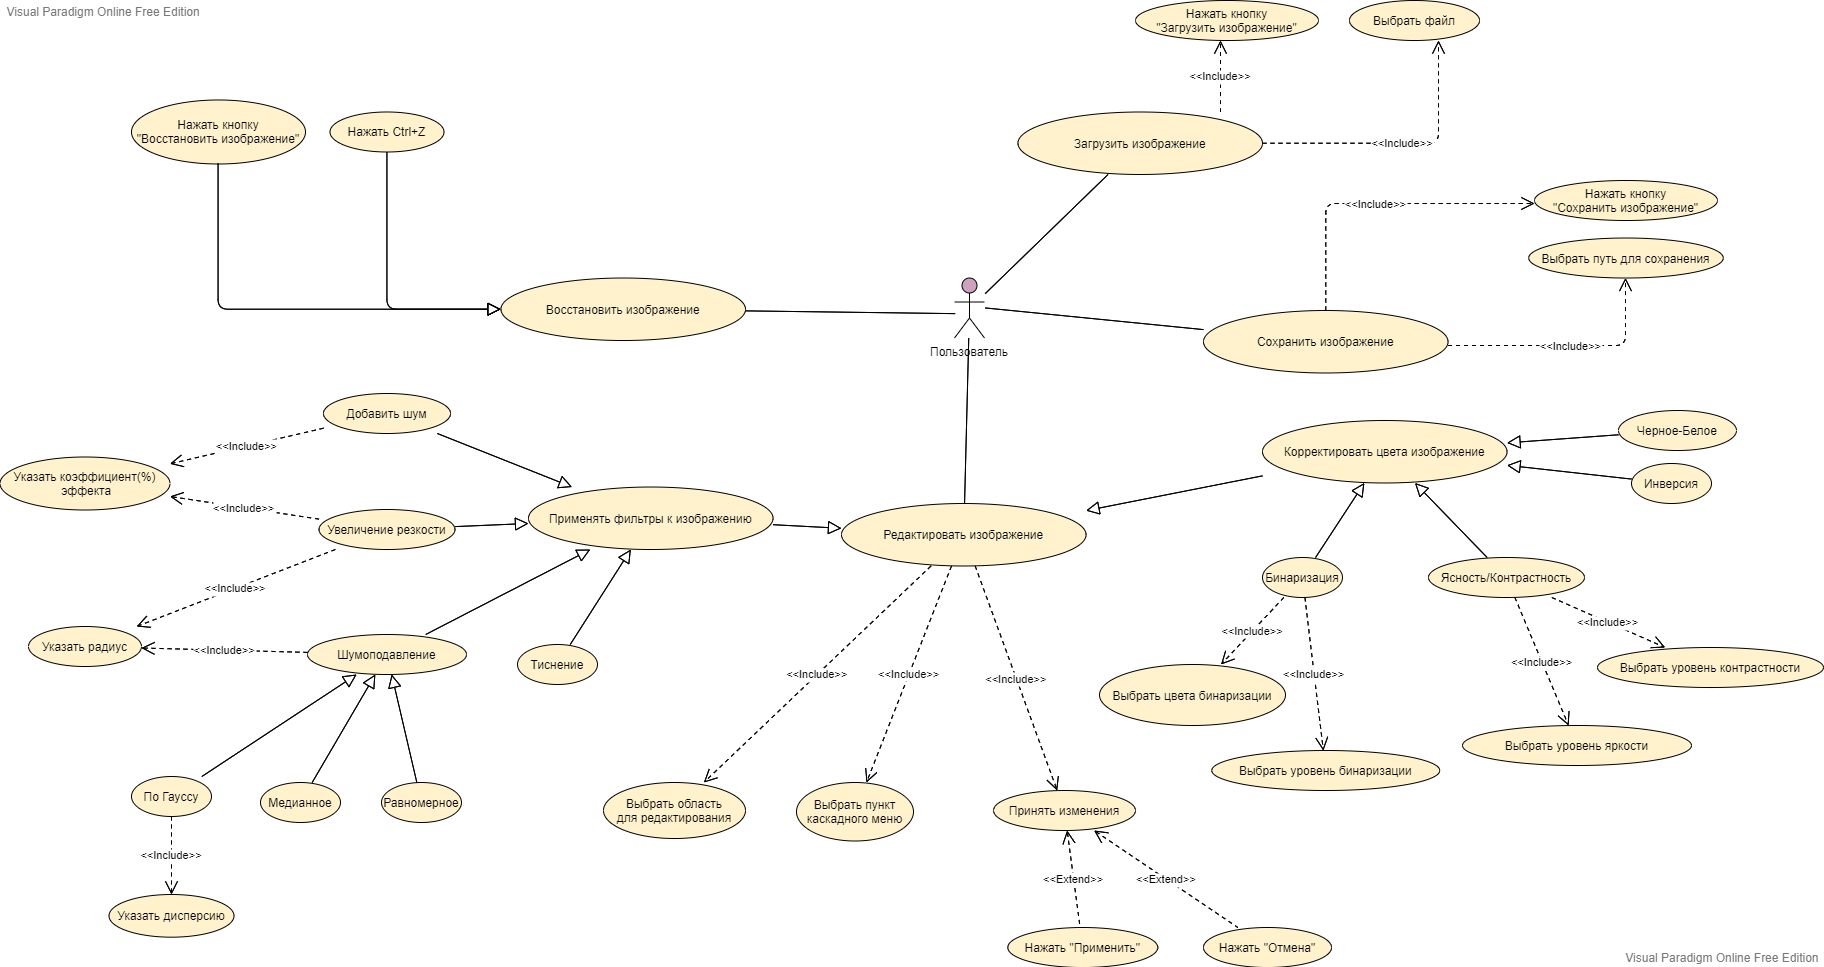 Visual Paradigm Online Free Edition
Нажать кнопку
"Загрузить изображение"
Выбрать файл
<<Include>>
Нажать кнопку
"Восстановить изображение"
Нажать Ctrl+Z
Загрузить изображение
<<Include>>
Нажать кнопку
"Сохранить изображение"
<<Include>>
Выбрать путь для сохранения
Восстановить изображение
Пользователь
Сохранить изображение
<<Include>>
Добавить шум
<<Include>>
Указать коэффициент(%)
эффекта
<<Include>>
Увеличение резкости
Применять фильтры к изображению
Редактировать изображение
Корректировать цвета изображение
Черное-Белое
Инверсия
<<Include>>
Бинаризация
Ясность/Контрастность
Указать радиус
<<Include>>
Шумоподавление
Тиснение
<<Include>>
<<Include>>
<<Include>>
<<Include>>
<<Include>>
<<Include>>
<<Include>>
Выбрать цвета бинаризации
Выбрать уровень контрастности
Выбрать уровень яркости
Выбрать уровень бинаризации
По Гауссу
Медианное
Равномерное
Выбрать область
для редактирования
Выбрать пункт
каскадного меню
Принять изменения
<<Include>>
<<Extend>>
<<Extend>>
Указать дисперсию
Нажать "Применить"
Нажать "Отмена"
Visual Paradigm Online Free Edition